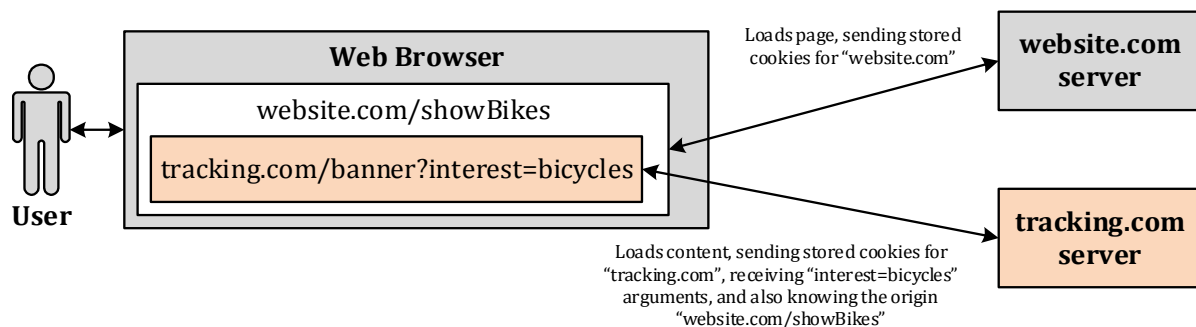 User
Web Browser
website.com/showBikes
tracking.com/banner?interest=bicycles
Loads page, sending stored
cookies for “website.com”
website.com
server
Loads content, sending stored cookies for
“tracking.com”, receiving “interest=bicycles”
arguments, and also knowing the origin
“website.com/showBikes”
tracking.com
server